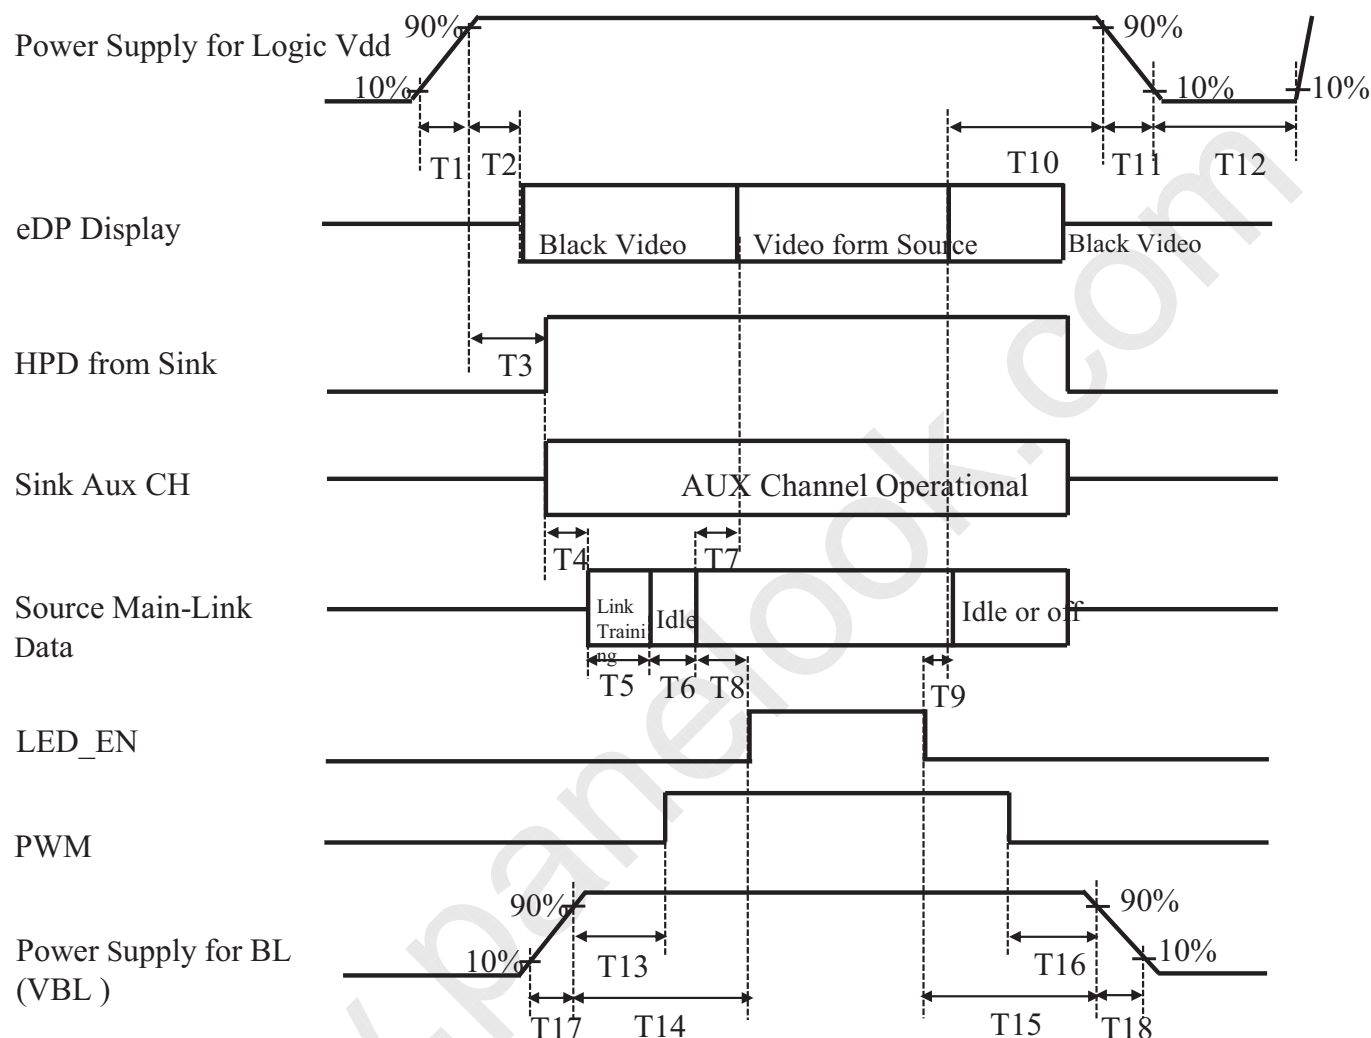 90%
90%
Power Supply for Logic Vdd
10%
10%
10%
T1
T2
T10
T11
T12
eDP Display
Black Video
Video form Source
Black Video
HPD from Sink
T3
Sink Aux CH
AUX Channel Operational
T4
T7
Source Main-Link
Data
Link
Traini
ng
Idle
Idle or off
T5
T6
T8
T9
LED_EN
PWM
90%
90%
Power Supply for BL
(VBL )
10%
10%
T13
T16
T17
T14
T15
T18
.panelook.com